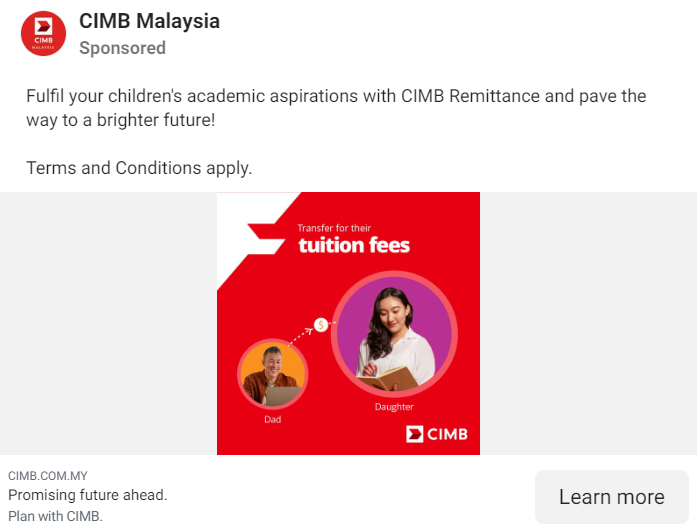 CIMB
MALAYSIA
CIMB Malaysia
Sponsored
Fulfil your children's academic aspirations with CIMB Remittance and pave the
way to a brighter future!
Terms and Conditions apply.
Transfer for their
tuition fees
$
Dad
Daughter
CIMB
CIMB.COM.MY
Promising future ahead.
Plan with CIMB.
Learn more